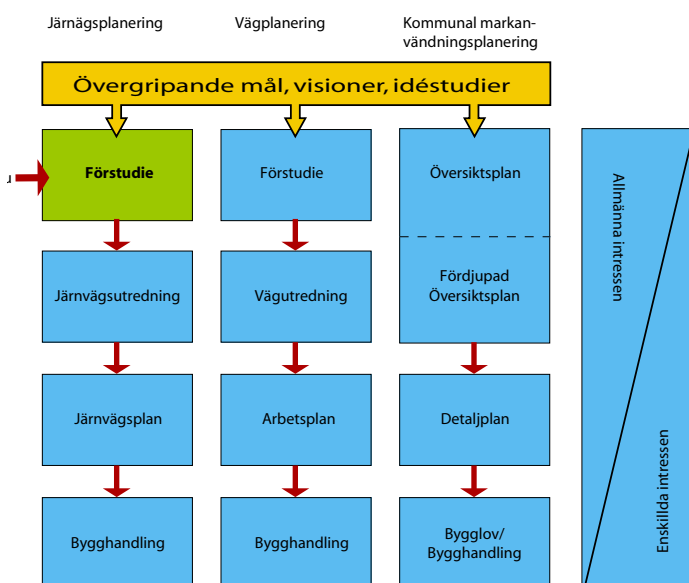 Järnägsplanering
Vägplanering
Kommunal markan-
vändningsplanering
Övergripande mål, visioner, idéstudier
Förstudie
Förstudie
Översiktsplan
Järnvägsutredning
Vägutredning
Fördjupad
Översiktsplan
Järnvägsplan
Arbetsplan
Detaljplan
Bygghandling
Bygghandling
Bygglov/
Bygghandling
Allmänna intressen
Enskillda intressen